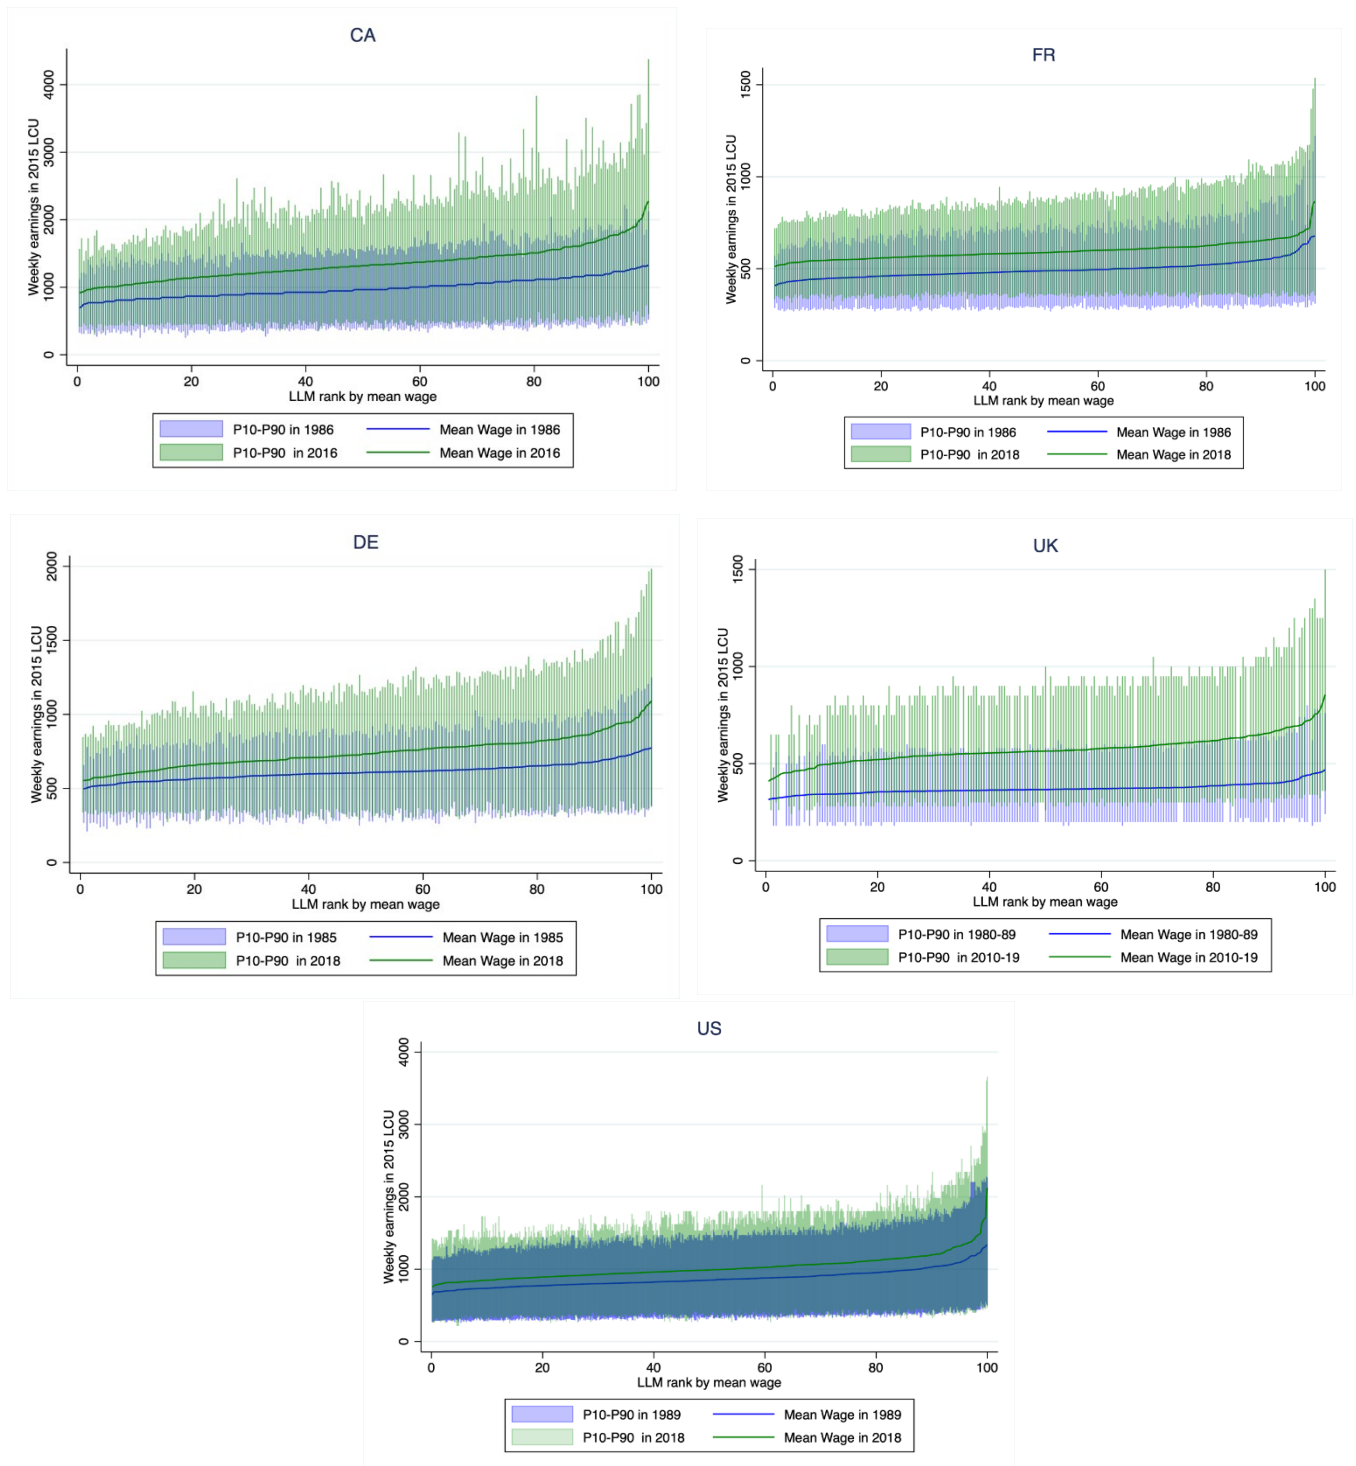 CA
Weekly earnings in 2015 LCU
4000
3000
2000
1000
0
0 20 40 60 80 100
LLM rank by mean wage
P10-P90 in 1986 Mean Wage in 1986
P10-P90 in 2016 Mean Wage in 2016
FR
Weekly earnings in 2015 LCU
1500
1000
500
0
0 20 40 60 80 100
LLM rank by mean wage
P10-P90 in 1986 Mean Wage in 1986
P10-P90 in 2018 Mean Wage in 2018
DE
Weekly earnings in 2015 LCU
2000
1500
1000
500
0
0 20 40 60 80 100
LLM rank by mean wage
P10-P90 in 1985 Mean Wage in 1985
P10-P90 in 2018 Mean Wage in 2018
UK
Weekly earnings in 2015 LCU
1500
1000
500
0
0 20 40 60 80 100
LLM rank by mean wage
P10-P90 in 1980-89 Mean Wage in 1980-89
P10-P90 in 2010-19 Mean Wage in 2010-19
US
Weekly earnings in 2015 LCU
4000
3000
2000
1000
0
0 20 40 60 80 100
LLM rank by mean wage
P10-P90 in 1989 Mean Wage in 1989
P10-P90 in 2018 Mean Wage in 2018